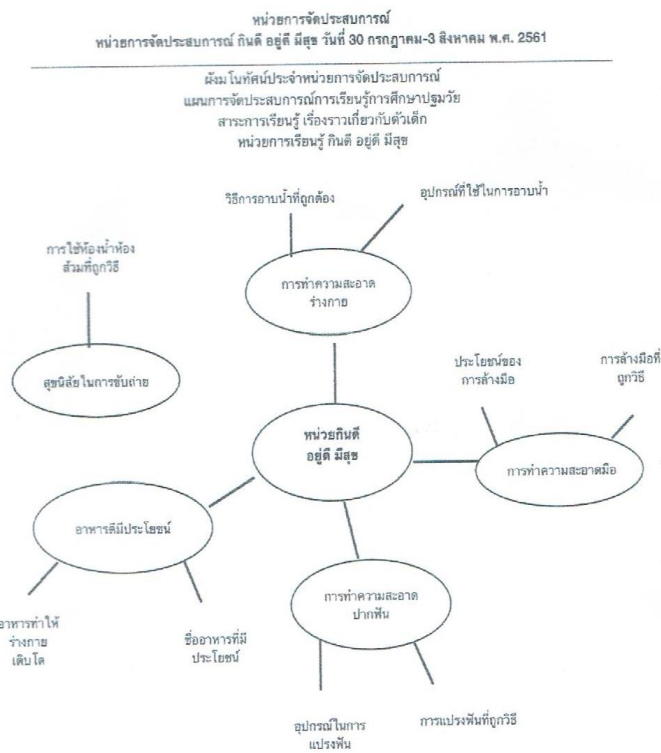 หน่วยการจัดประสบการณ์
หน่วยการจัดประสบการณ์ กินดี อยู่ดี มีสุข วันที่ 30 กรกฎาคม-3 สิงหาคม พ.ศ. 2561
ผังมโนทัศน์ประจำหน่วยการจัดประสบการณ์
แผนการจัดประสบการณ์การเรียนรู้การศึกษาปฐมวัย
สาระการเรียนรู้ เรื่องราวเกี่ยวกับตัวเด็ก
หน่วยการเรียนรู้ กินดี อยู่ดี มีสุข
วิธีการอาบน้ำที่ถูกต้อง
อุปกรณ์ที่ใช้ในการอาบน้ำ
การใช้ห้องน้ำห้อง
ส้วมที่ถูกวิธี
การทำความสะอาด
ร่างกาย
สุขนิสัยในการขับถ่าย
ประโยชน์ของ
การล้างมือ
การล้างมือที่
ถูกวิธี
หน่วยกินดี
อยู่ดี มีสุข
การทำความสะอาดมือ
อาหารดีมีประโยชน์
การทำความสะอาด
ปากฟัน
อาหารทำให้
ร่างกาย
เติบโต
ชื่ออาหารที่มี
ประโยชน์
อุปกรณ์ในการ
แปรงฟัน
การแปรงฟันที่ถูกวิธี